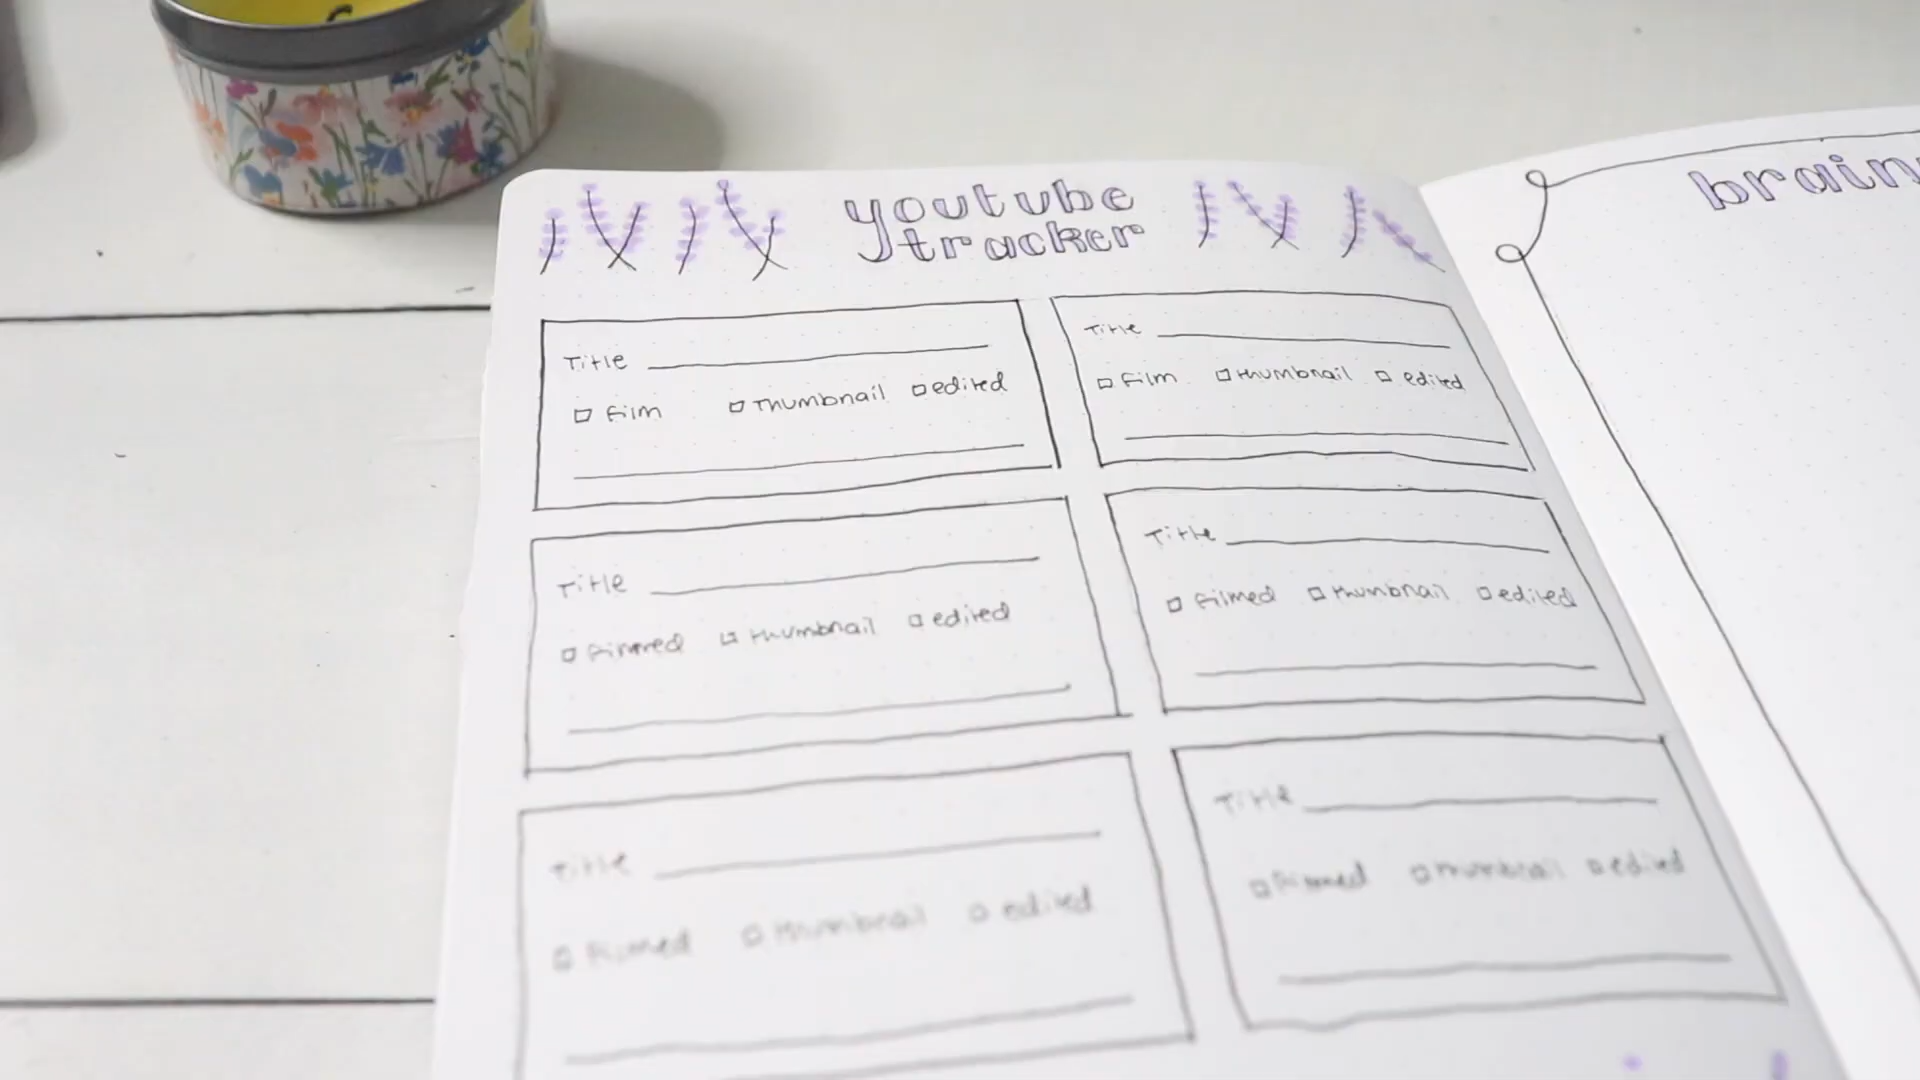 youtube
tracker
brain
Title
□ Film □ Thumbnail □ edited
Title
□ Film □ thumbnail □ edited
Title
□ Filmed □ thumbnail □ edited
Title
□ Filmed □ thumbnail □ edited
Title
□ Filmed □ thumbnail □ edited
Title
□ Filmed □ thumbnail □ edited